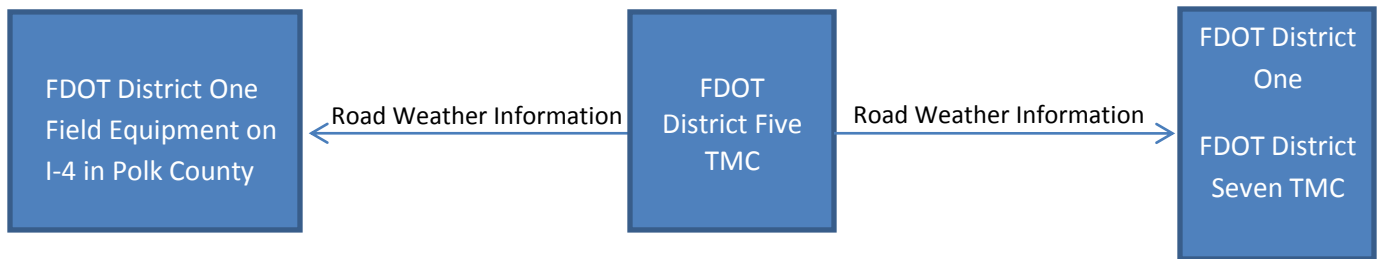 FDOT District One
Field Equipment on
I-4 in Polk County
Road Weather Information
FDOT
District Five
TMC
Road Weather Information
FDOT District
One
FDOT District
Seven TMC